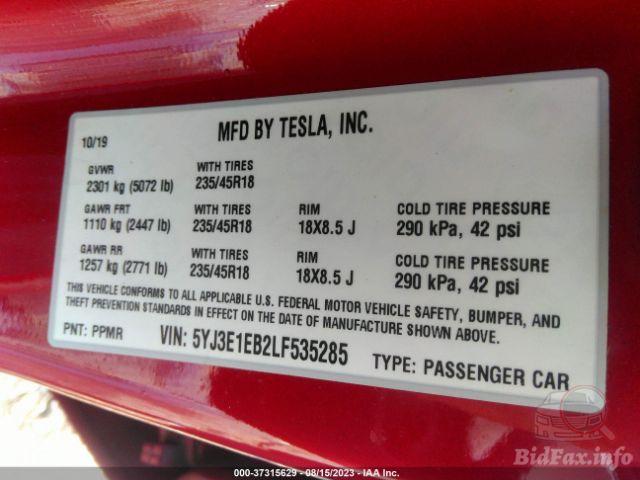 10/19
MFD BY TESLA, INC.
GVWR
2301 kg (5072 lb)
WITH TIRES
235/45R18
GAWR FRT
1110 kg (2447 lb)
WITH TIRES
235/45R18
RIM
18X8.5 J
COLD TIRE PRESSURE
290 kPa, 42 psi
GAWR RR
1257 kg (2771 lb)
WITH TIRES
235/45R18
RIM
18X8.5 J
COLD TIRE PRESSURE
290 kPa, 42 psi
THIS VEHICLE CONFORMS TO ALL APPLICABLE U.S. FEDERAL MOTOR VEHICLE SAFETY, BUMPER, AND
THEFT PREVENTION STANDARDS IN EFFECT ON THE DATE OF MANUFACTURE SHOWN ABOVE.
PNT: PPMR
VIN: 5YJ3E1EB2LF535285
TYPE: PASSENGER CAR
BidFax.info
000-37315629 - 08/15/2023 - IAA Inc.